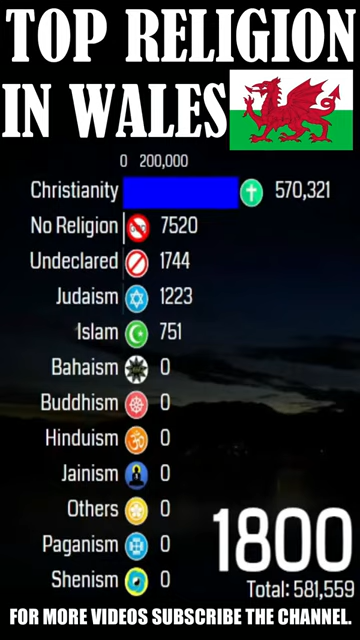 TOP RELIGION
IN WALES
0 200,000
Christianity 570,321
No Religion 7520
Undeclared 1744
Judaism 1223
Islam 751
Bahaism 0
Buddhism 0
Hinduism 0
Jainism 0
Others 0
Paganism 0
Shenism 0
1800
Total: 581,559
FOR MORE VIDEOS SUBSCRIBE THE CHANNEL.